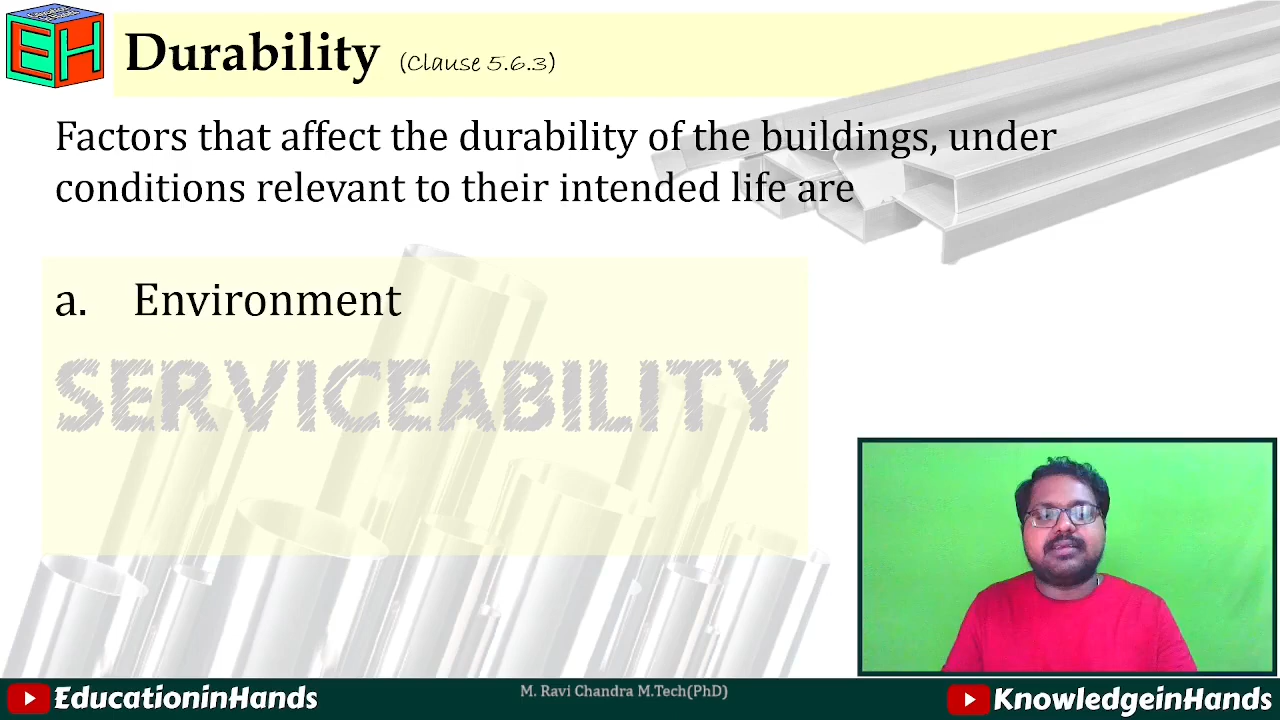 EH
Durability (Clause 5.6.3)
Factors that affect the durability of the buildings, under
conditions relevant to their intended life are
a. Environment
SERVICEABILITY
M. Ravi Chandra M.Tech(PhD)
EducationinHands
KnowledgeinHands